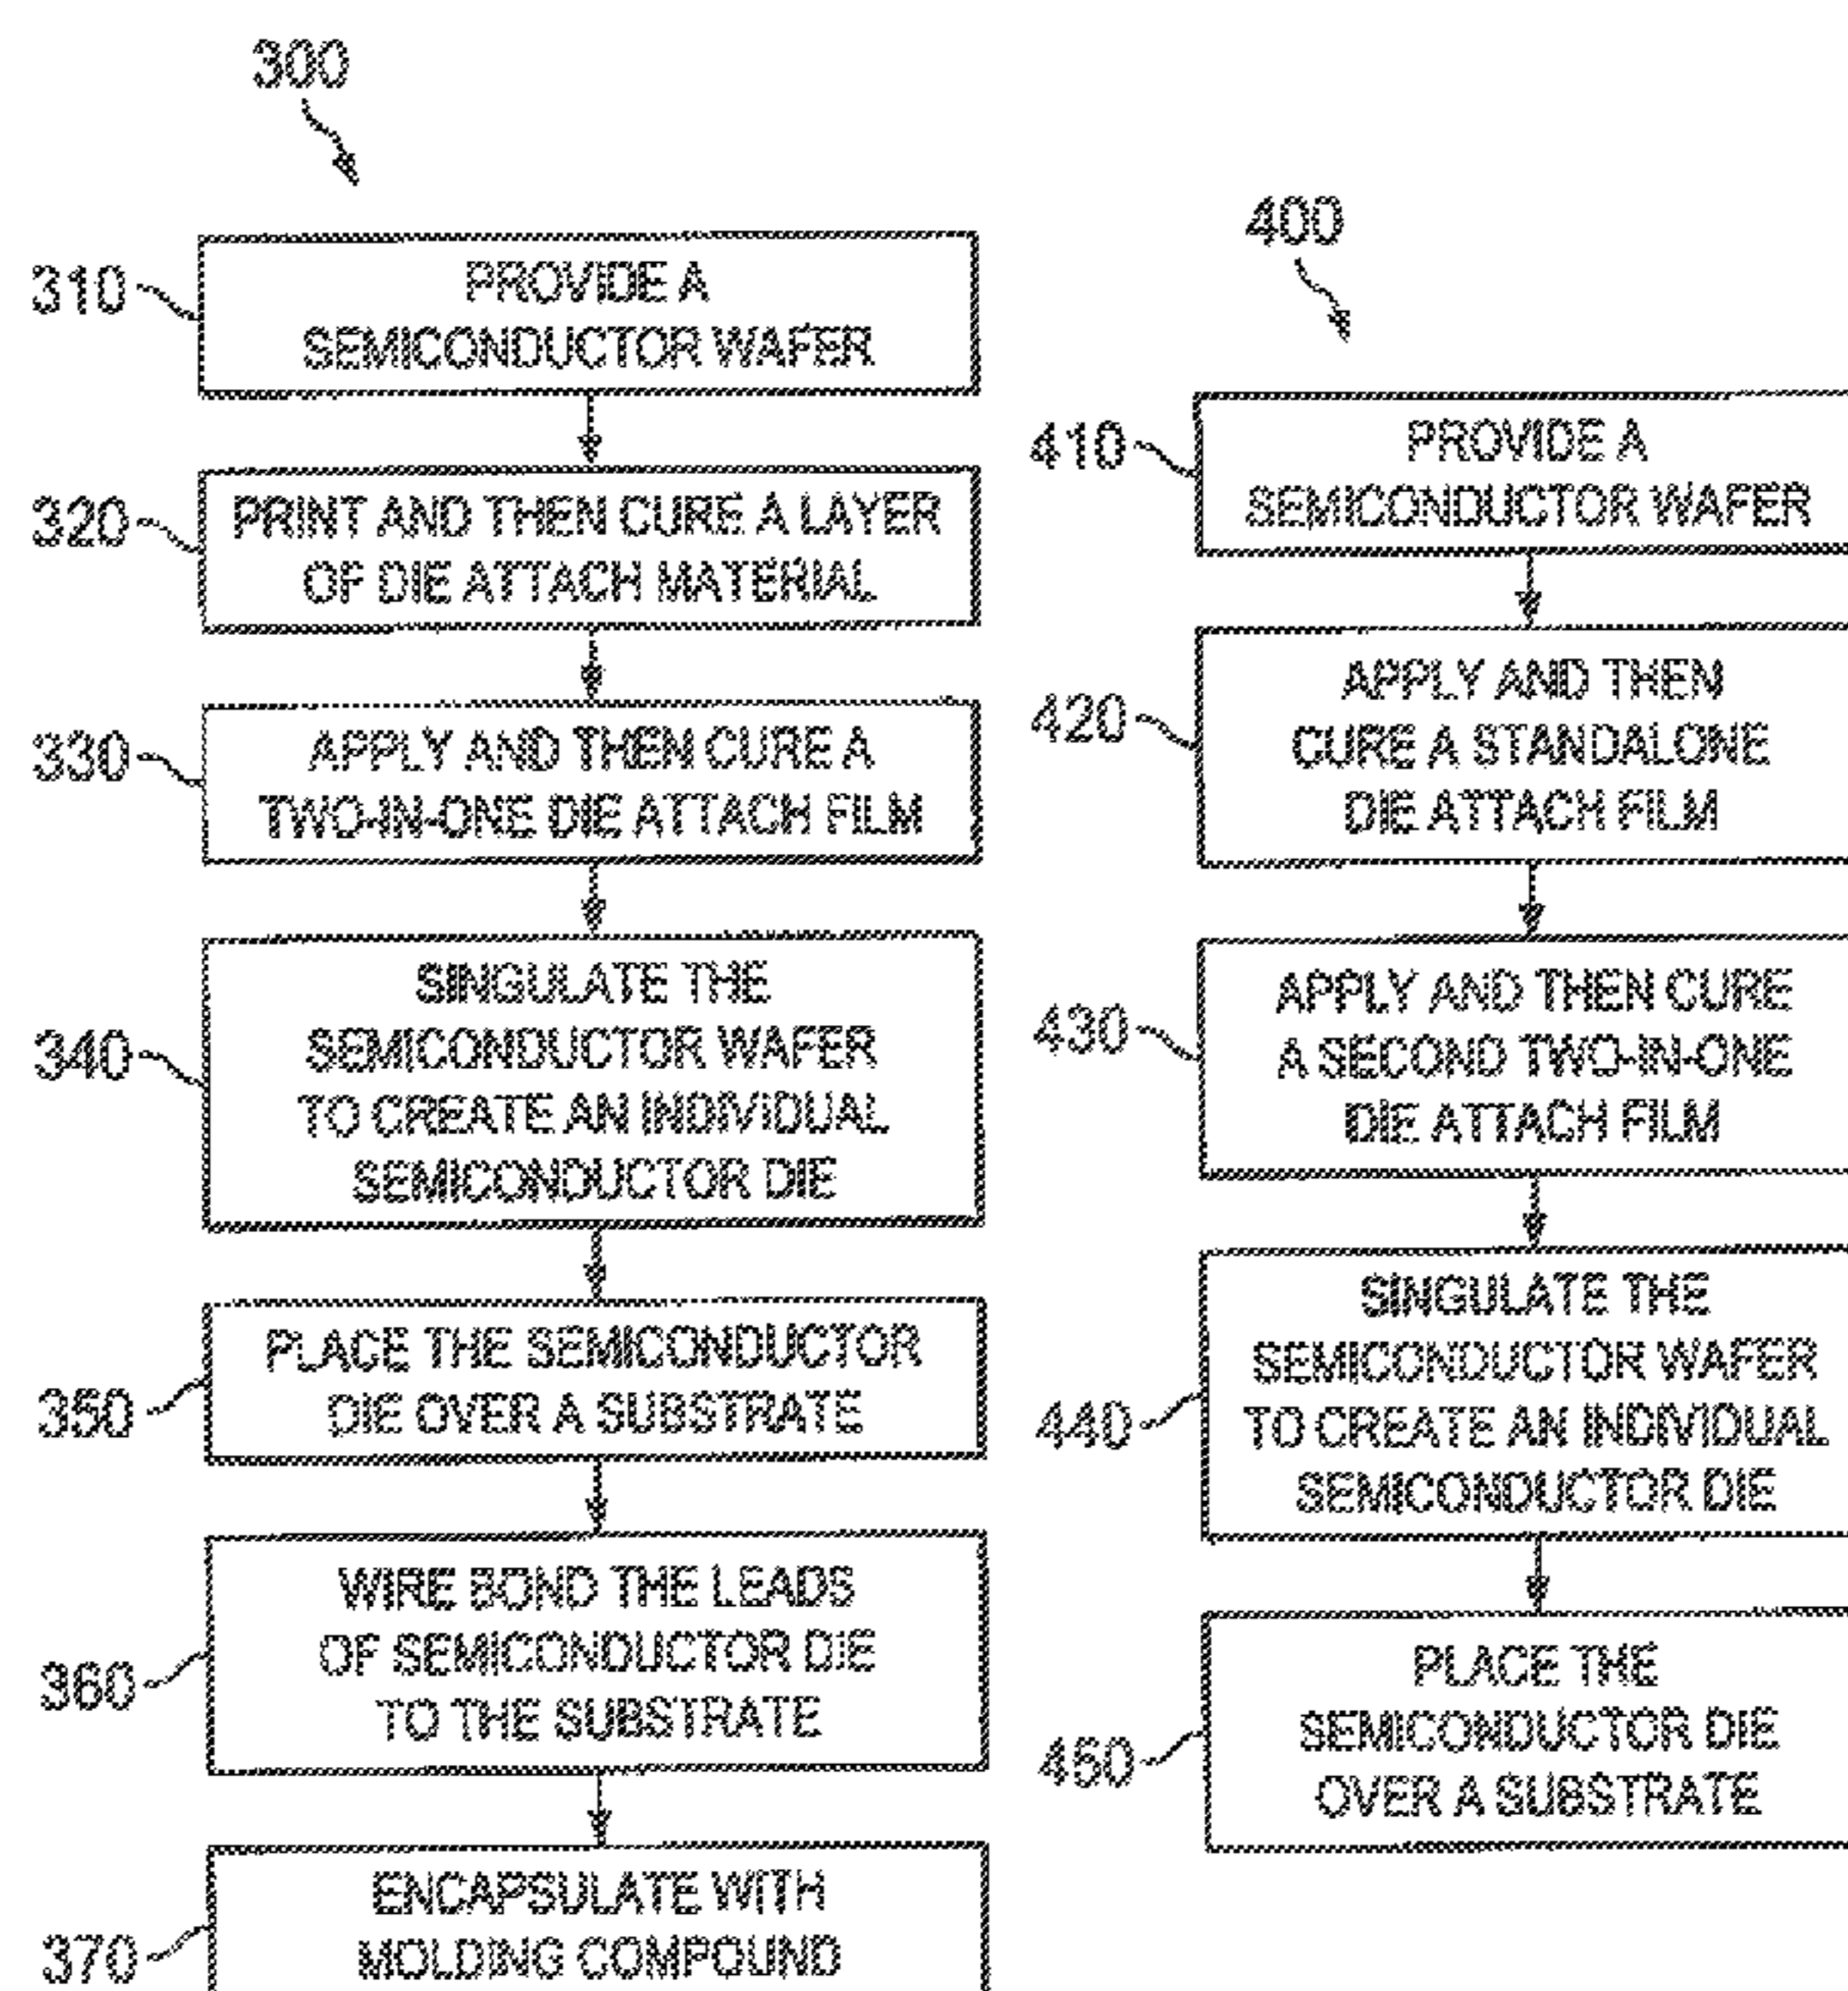 300
310
PROVIDE A
SEMICONDUCTOR WAFER
320
PRINT AND THEN CURE A LAYER
OF DIE ATTACH MATERIAL
330
APPLY AND THEN CURE A
TWO-IN-ONE DIE ATTACH FILM
340
SINGULATE THE
SEMICONDUCTOR WAFER
TO CREATE AN INDIVIDUAL
SEMICONDUCTOR DIE
350
PLACE THE SEMICONDUCTOR
DIE OVER A SUBSTRATE
360
WIRE BOND THE LEADS
OF SEMICONDUCTOR DIE
TO THE SUBSTRATE
370
ENCAPSULATE WITH
MOLDING COMPOUND
400
410
PROVIDE A
SEMICONDUCTOR WAFER
420
APPLY AND THEN
CURE A STANDALONE
DIE ATTACH FILM
430
APPLY AND THEN CURE
A SECOND TWO-IN-ONE
DIE ATTACH FILM
440
SINGULATE THE
SEMICONDUCTOR WAFER
TO CREATE AN INDIVIDUAL
SEMICONDUCTOR DIE
450
PLACE THE
SEMICONDUCTOR DIE
OVER A SUBSTRATE